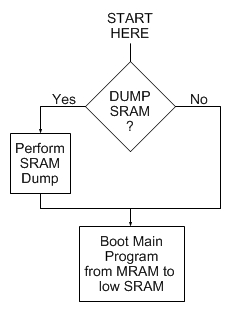 START
HERE
DUMP
SRAM
?
Yes
No
Perform
SRAM
Dump
Boot Main
Program
from MRAM to
low SRAM